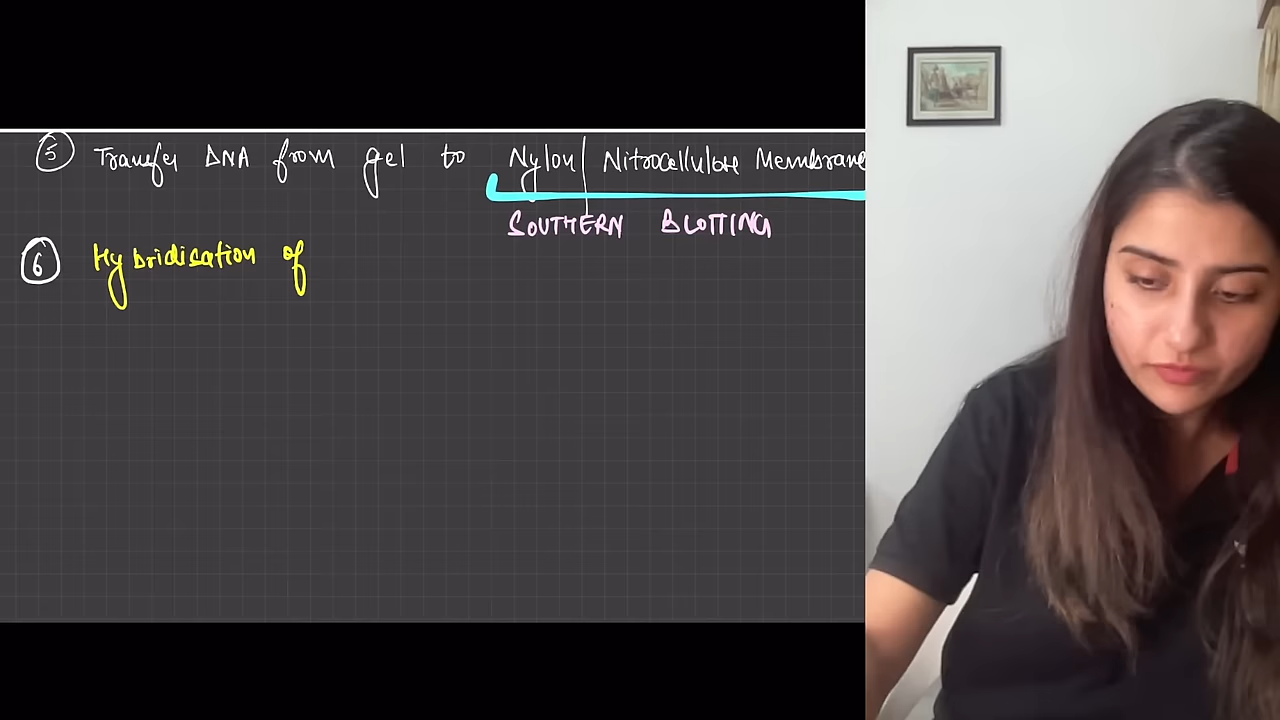 5 Transfer DNA from gel to Nylon/ Nitrocellulose Membrane
SOUTHERN BLOTTING
6 Hybridisation of